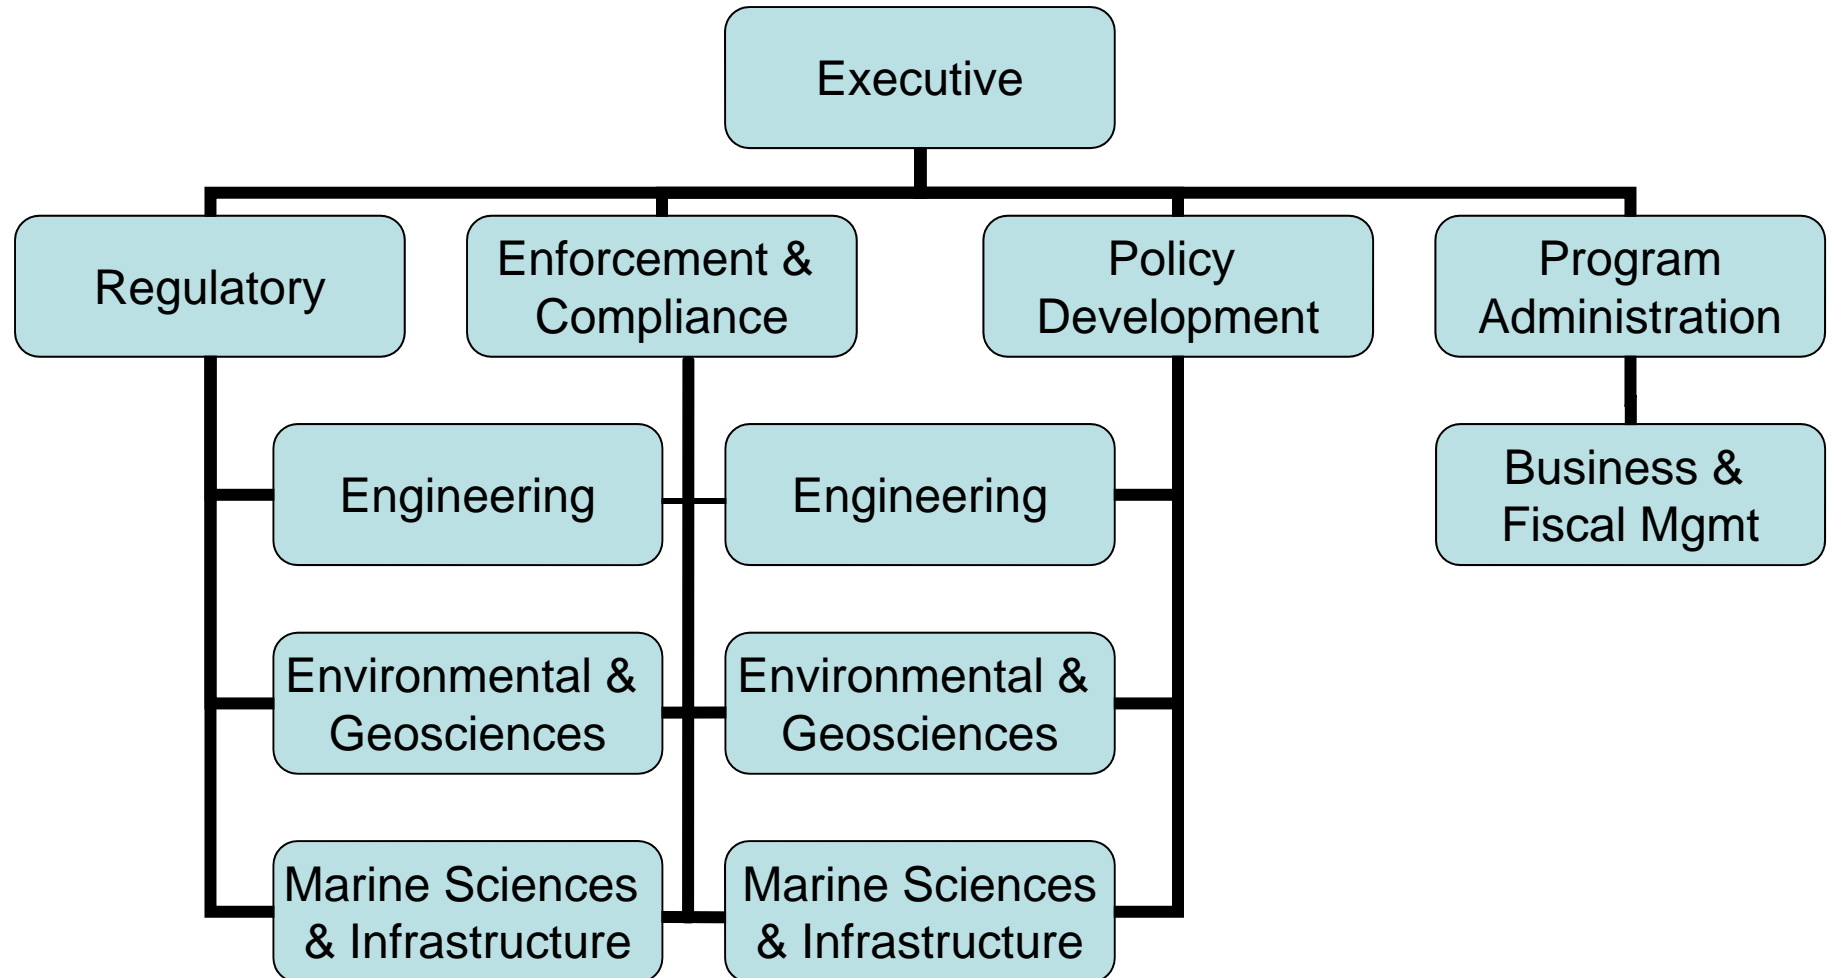 Executive
Regulatory
Enforcement &
Compliance
Policy
Development
Program
Administration
Engineering
Engineering
Business &
Fiscal Mgmt
Environmental &
Geosciences
Environmental &
Geosciences
Marine Sciences
& Infrastructure
Marine Sciences
& Infrastructure